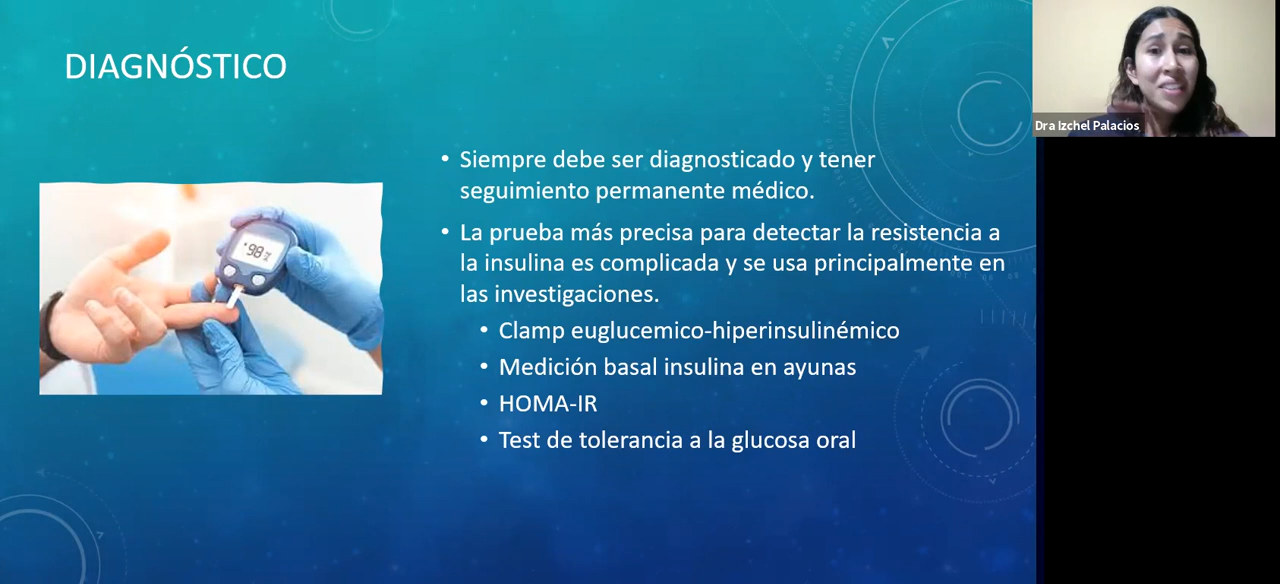 DIAGNÓSTICO
Dra Izchel Palacios
• Siempre debe ser diagnosticado y tener
seguimiento permanente médico.
• La prueba más precisa para detectar la resistencia a
la insulina es complicada y se usa principalmente en
las investigaciones.
• Clamp euglucemico-hiperinsulinémico
• Medición basal insulina en ayunas
• HOMA-IR
• Test de tolerancia a la glucosa oral
98